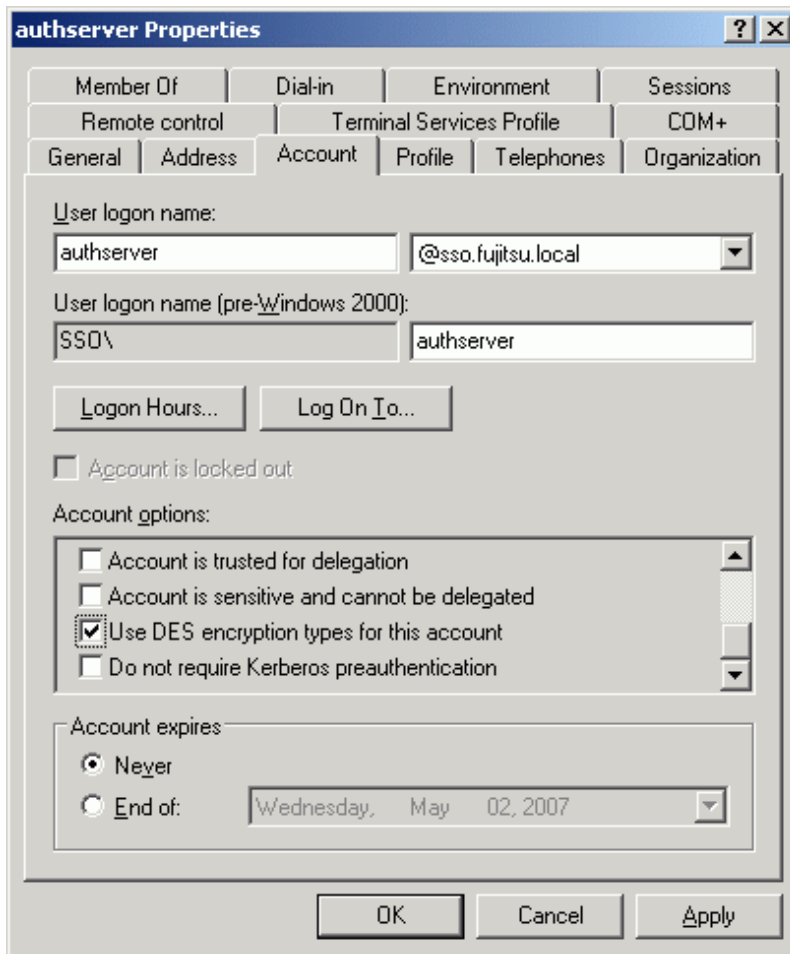 authserver Properties
Member Of Dial-in Environment Sessions
Remote control Terminal Services Profile COM+
General Address Account Profile Telephones Organization
User logon name:
authserver @sso.fujitsu.local
User logon name (pre-Windows 2000):
SSO\ authserver
Logon Hours... Log On To...
Account is locked out
Account options:
Account is trusted for delegation
Account is sensitive and cannot be delegated
Use DES encryption types for this account
Do not require Kerberos preauthentication
Account expires
Never
End of: Wednesday, May 02, 2007
OK Cancel Apply